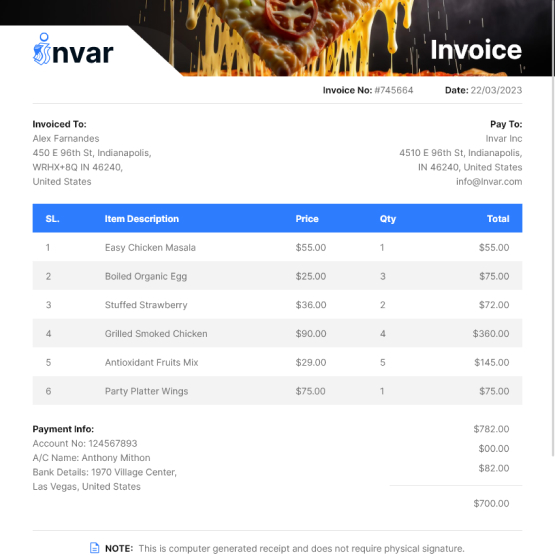 invar
Invoice
Invoice No: #745664 Date: 22/03/2023
Invoiced To: Pay To:
Alex Farnandes Invar Inc
450 E 96th St, Indianapolis, 4510 E 96th St, Indianapolis,
WRHX+8Q IN 46240, IN 46240, United States
United States info@Invar.com
SL. Item Description Price Qty Total
1 Easy Chicken Masala $55.00 1 $55.00
2 Boiled Organic Egg $25.00 3 $75.00
3 Stuffed Strawberry $36.00 2 $72.00
4 Grilled Smoked Chicken $90.00 4 $360.00
5 Antioxidant Fruits Mix $29.00 5 $145.00
6 Party Platter Wings $75.00 1 $75.00
Payment Info: $782.00
Account No: 124567893 $00.00
A/C Name: Anthony Mithon
Bank Details: 1970 Village Center, $82.00
Las Vegas, United States
$700.00
NOTE: This is computer generated receipt and does not require physical signature.